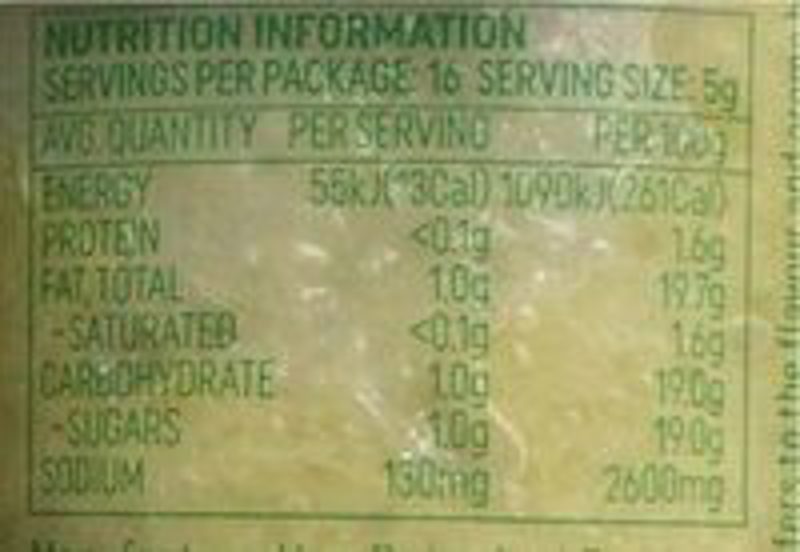 NUTRITION INFORMATION
SERVINGS PER PACKAGE: 16 SERVING SIZE: 5g
AVG. QUANTITY PER SERVING PER 100g
ENERGY 55kJ(13Cal) 1090kJ(261Cal)
PROTEIN <0.1g 1.6g
FAT, TOTAL 1.0g 19.7g
-SATURATED <0.1g 1.6g
CARBOHYDRATE 1.0g 19.0g
-SUGARS 1.0g 19.0g
SODIUM 130mg 2600mg